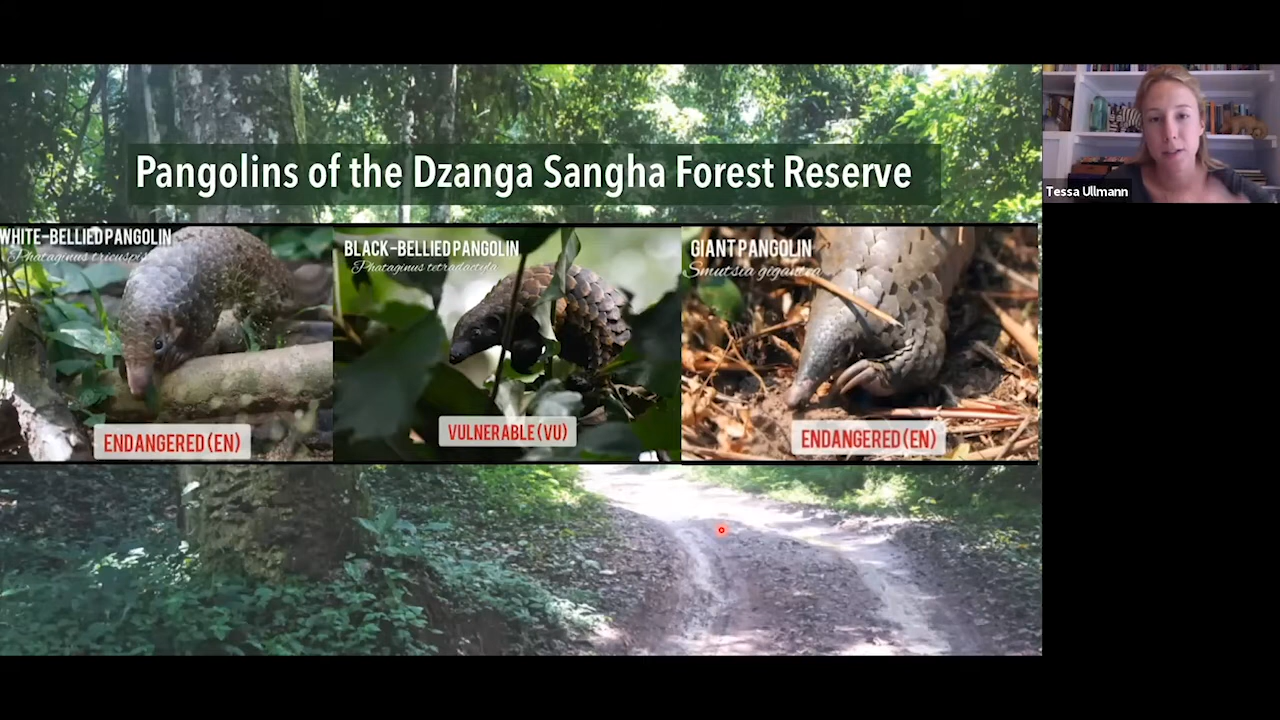 Pangolins of the Dzanga Sangha Forest Reserve
Tessa Ullmann
WHITE-BELLIED PANGOLIN
Phataginus tricuspis
BLACK-BELLIED PANGOLIN
Phataginus tetradactyla
GIANT PANGOLIN
Smutsia gigantea
ENDANGERED (EN)
VULNERABLE (VU)
ENDANGERED (EN)